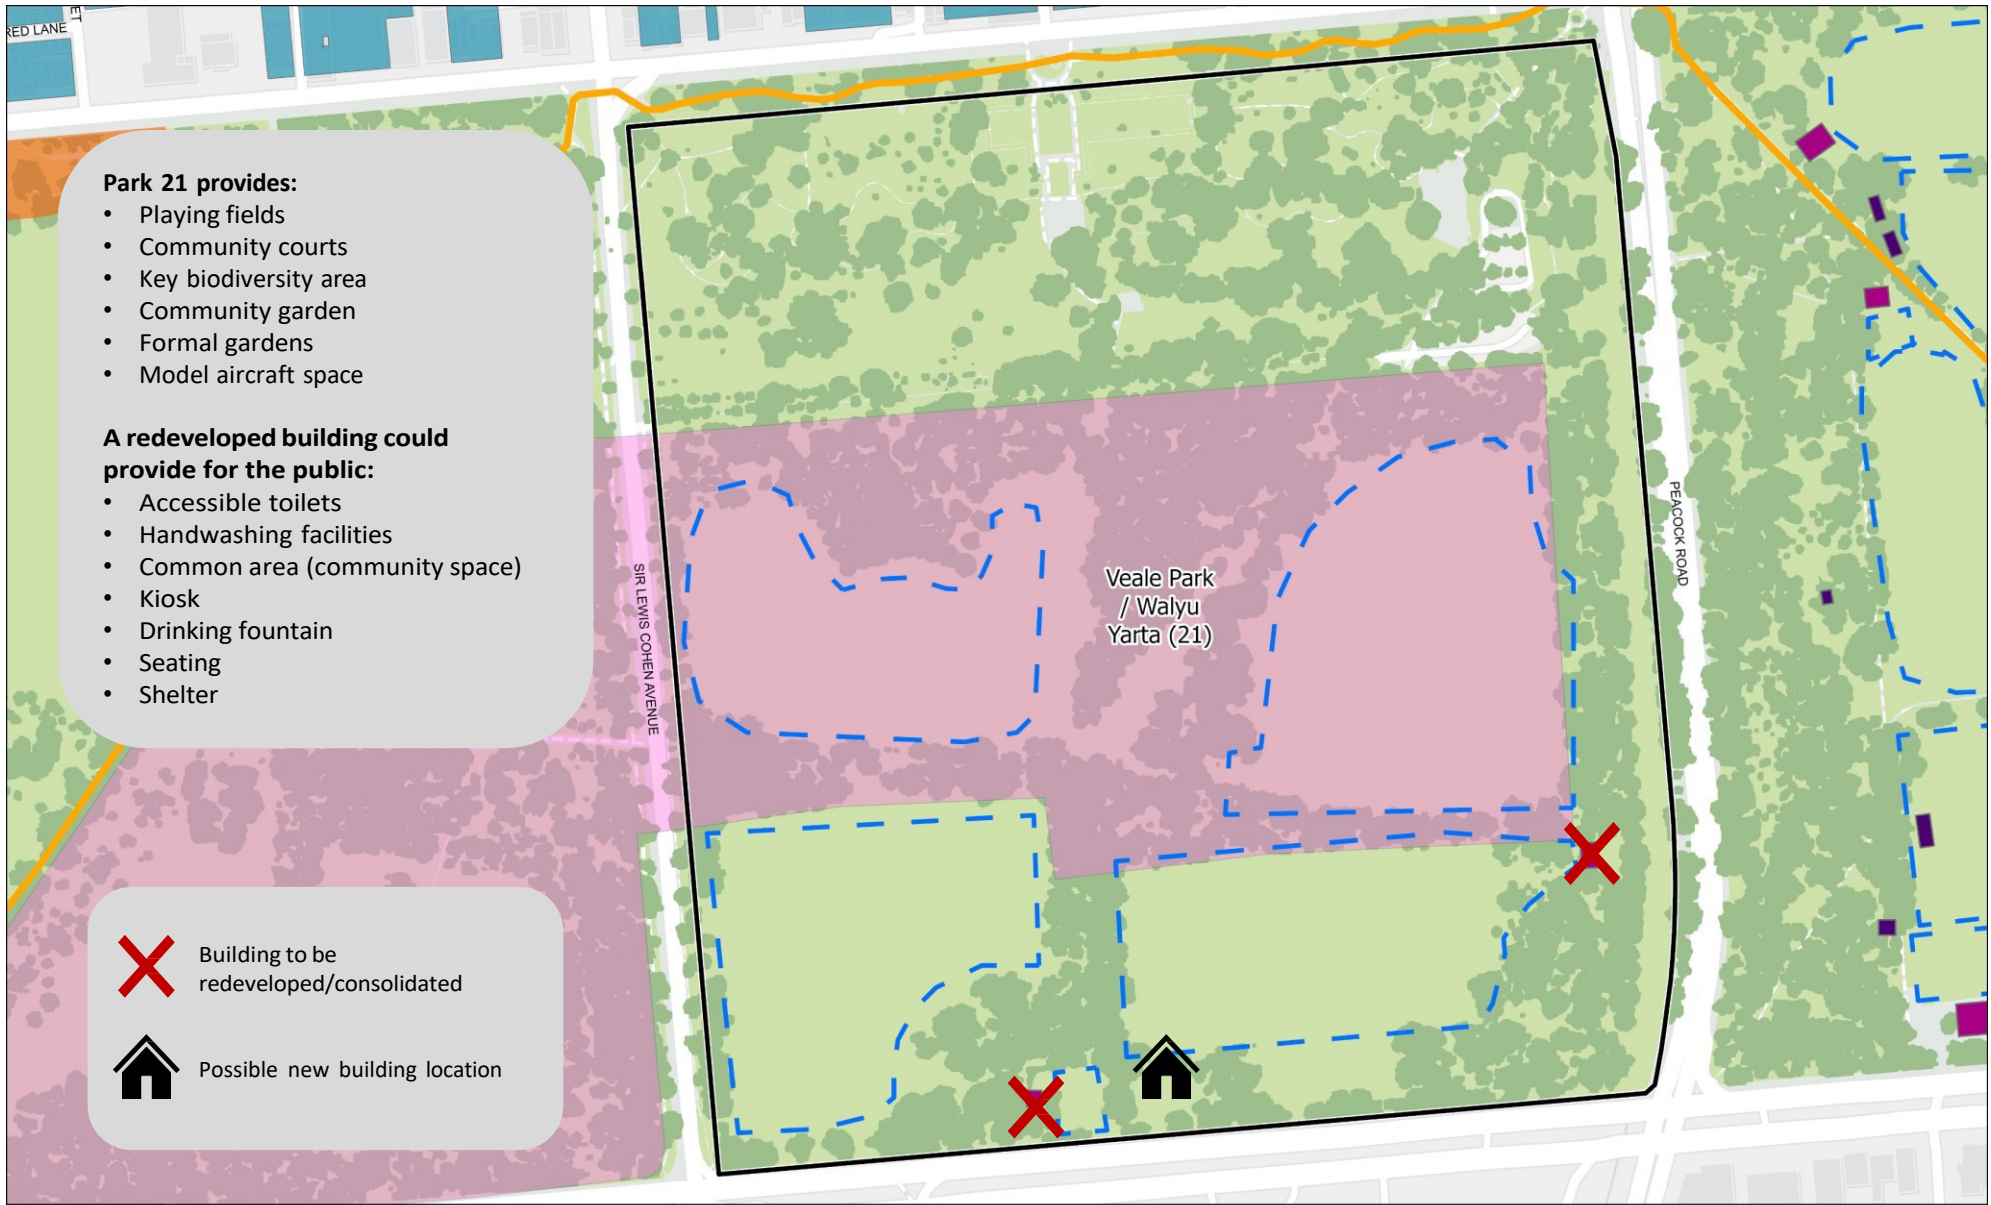 RED LANE
ET
Park 21 provides:
• Playing fields
• Community courts
• Key biodiversity area
• Community garden
• Formal gardens
• Model aircraft space
A redeveloped building could
provide for the public:
• Accessible toilets
• Handwashing facilities
• Common area (community space)
• Kiosk
• Drinking fountain
• Seating
• Shelter
SIR LEWIS COHEN AVENUE
Veale Park
/ Walyu
Yarta (21)
PEACOCK ROAD
Building to be
redeveloped/consolidated
Possible new building location